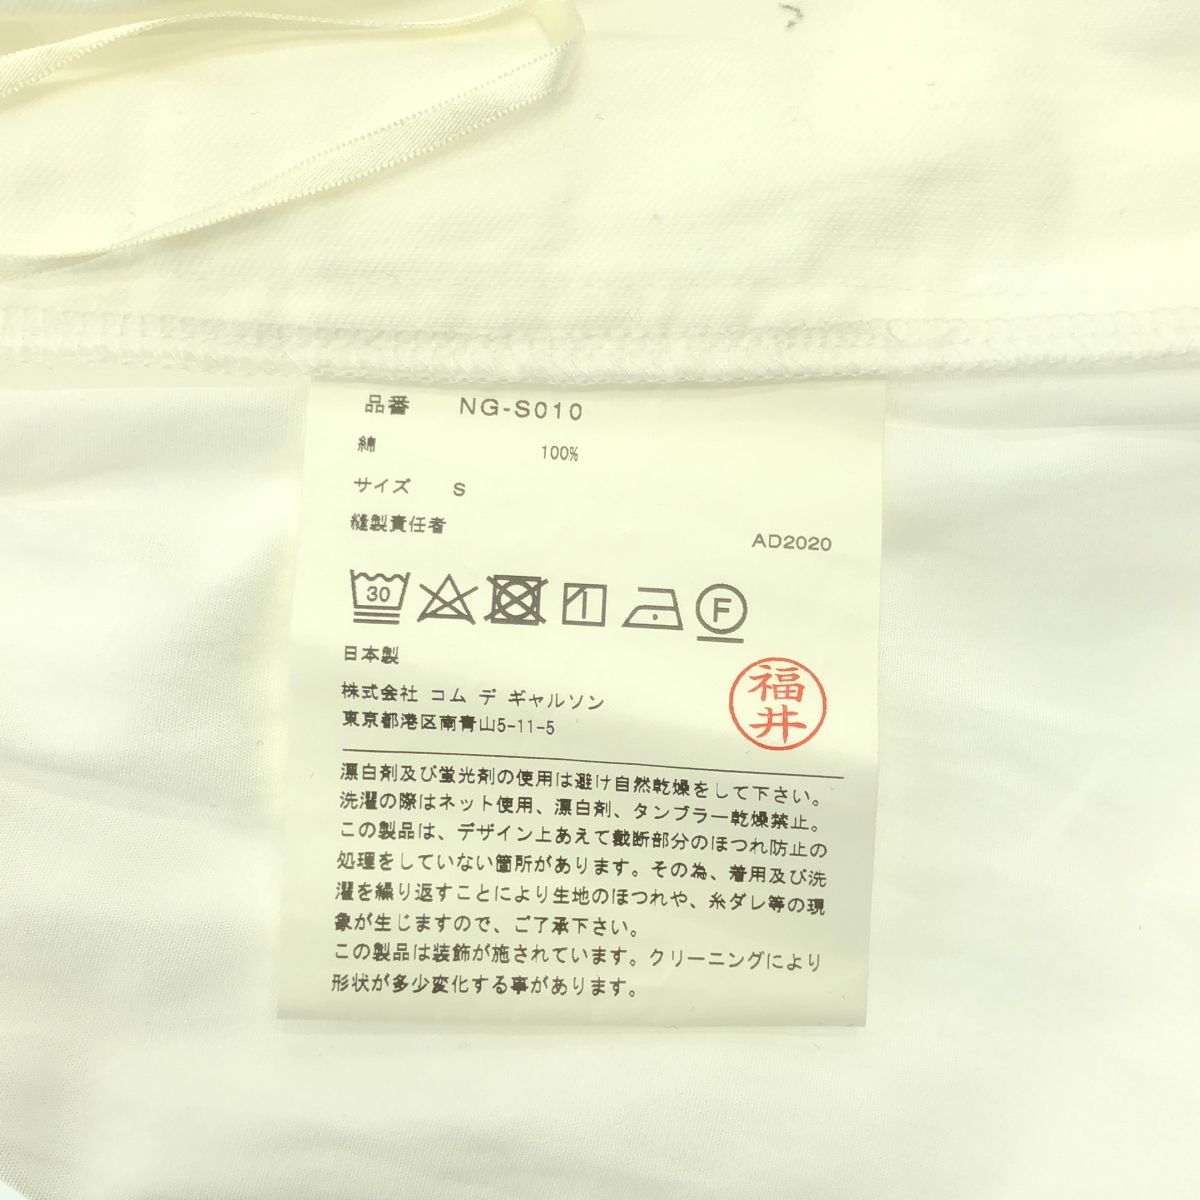 品番 NG-S010
綿 100%
サイズ S
縫製責任者
AD2020
30
F
日本製
福井
株式会社 コム デ ギャルソン
東京都港区南青山5-11-5
漂白剤及び蛍光剤の使用は避け自然乾燥をして下さい。
洗濯の際はネット使用、漂白剤、タンブラー乾燥禁止。
この製品は、デザイン上あえて裁断部分のほつれ防止の
処理をしていない箇所があります。その為、着用及び洗
濯を繰り返すことにより生地のほつれや、糸ダレ等の現
象が生じますので、ご了承下さい。
この製品は装飾が施されています。クリーニングにより
形状が多少変化する事があります。